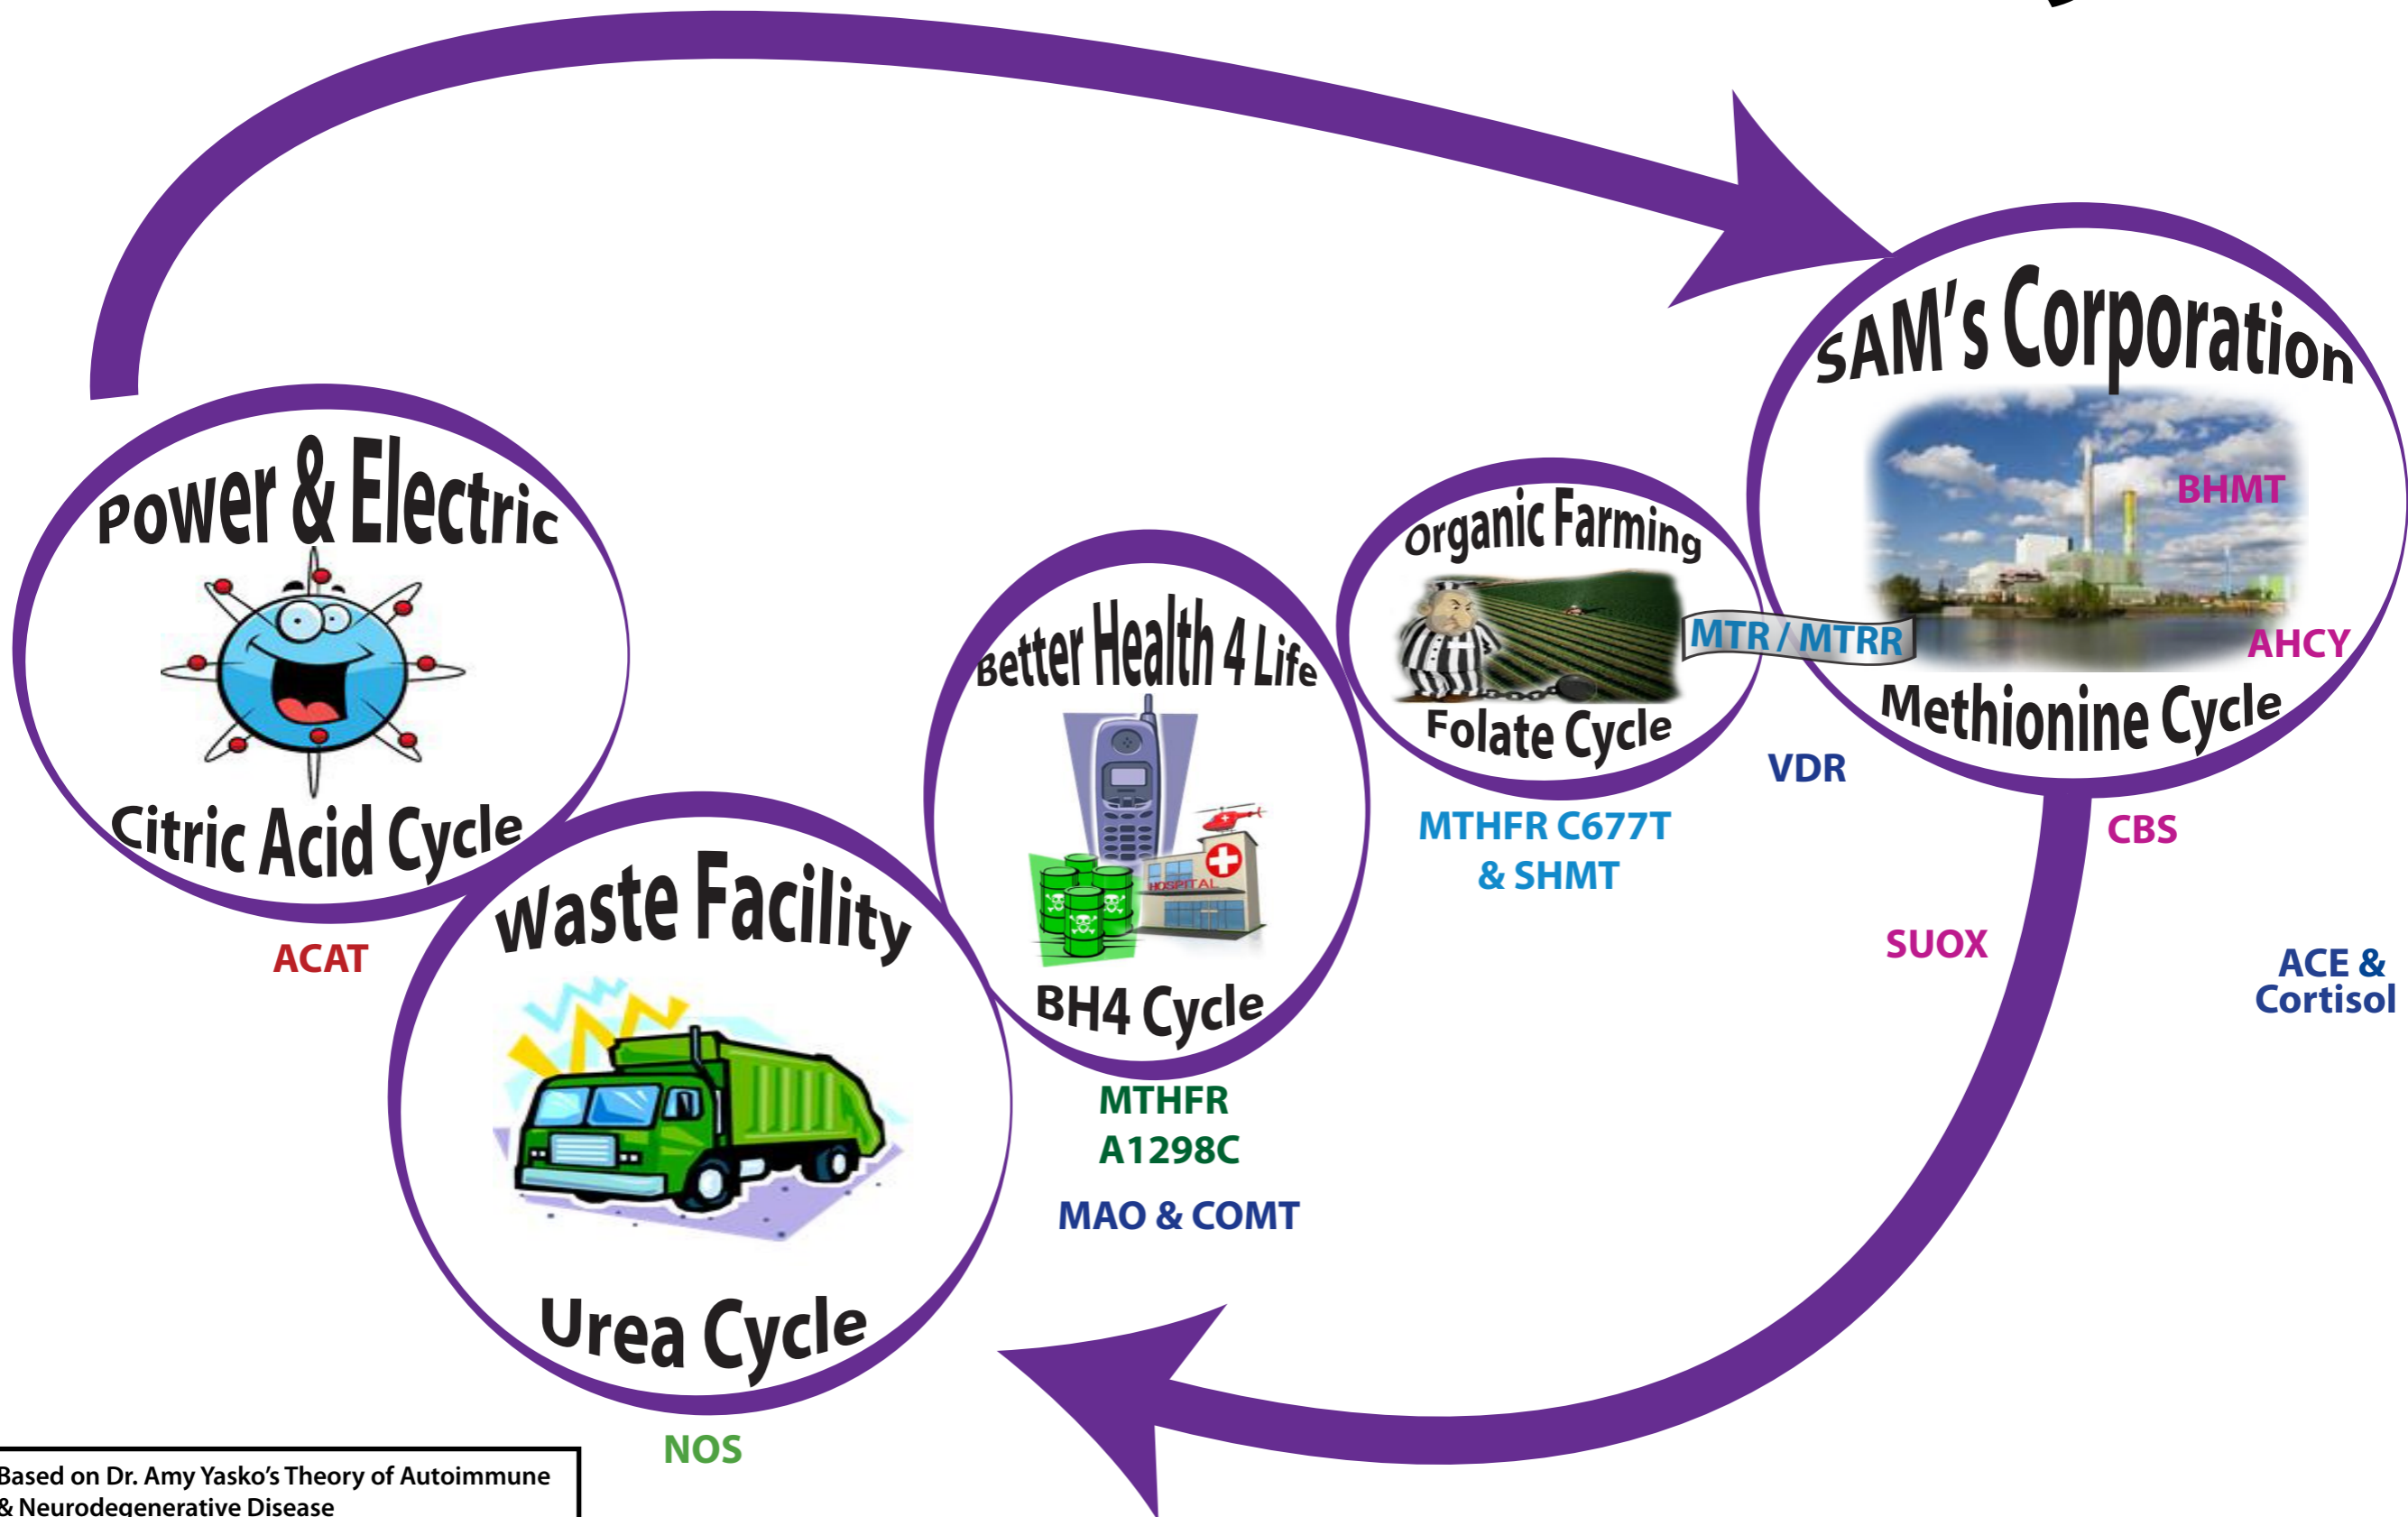 Power & Electric
Citric Acid Cycle
ACAT
Waste Facility
Urea Cycle
NOS
Better Health 4 Life
HOSPITAL
BH4 Cycle
MTHFR
A1298C
MAO & COMT
Organic Farming
Folate Cycle
MTHFR C677T
& SHMT
MTR / MTRR
VDR
SAM's Corporation
BHMT
AHCY
Methionine Cycle
CBS
SUOX
ACE &
Cortisol
Based on Dr. Amy Yasko's Theory of Autoimmune
& Neurodegenerative Disease